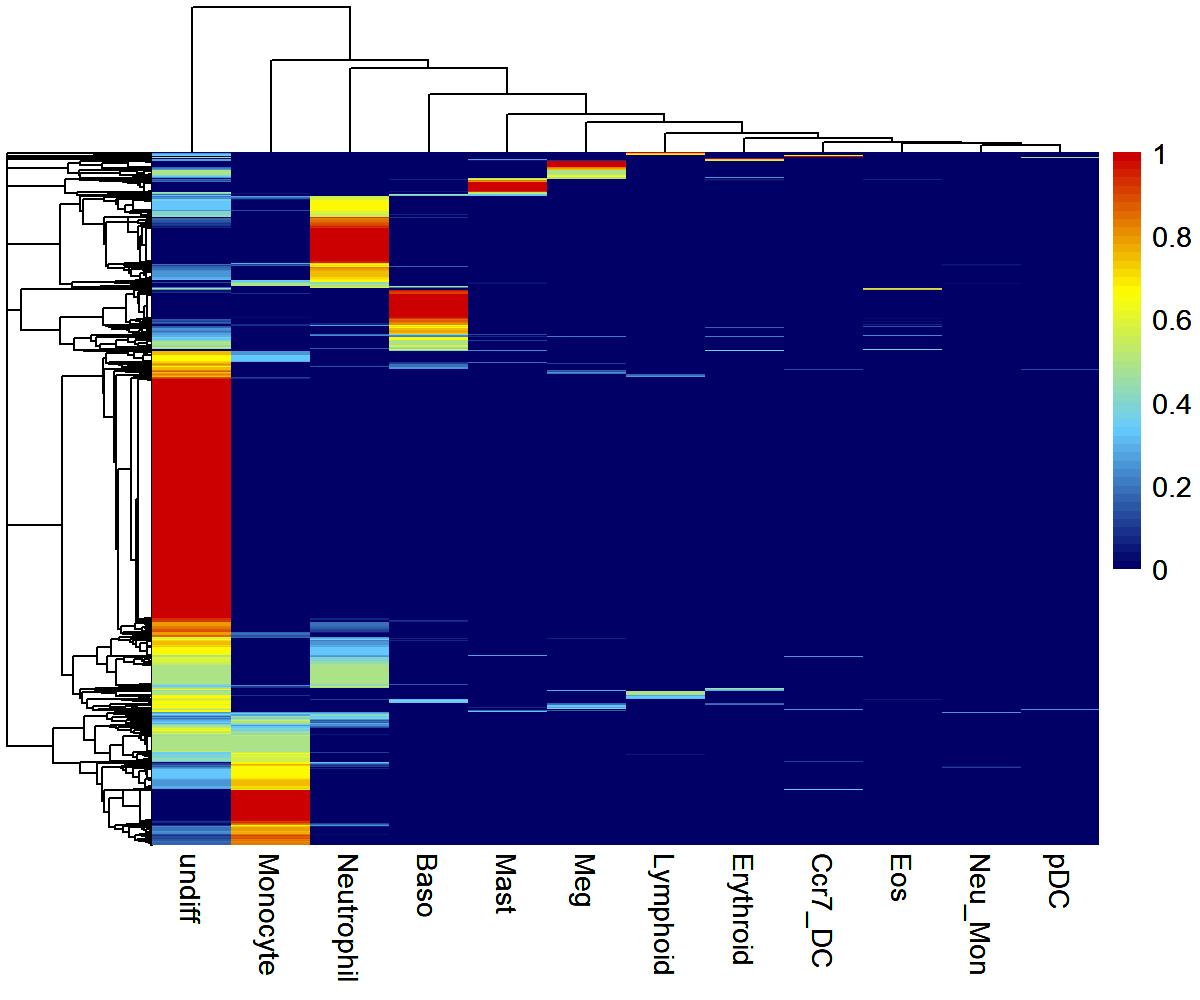 1
0.8
0.6
0.4
0.2
0
undiff
Monocyte
Neutrophil
Baso
Mast
Meg
Lymphoid
Erythroid
Ccr7_DC
Eos
Neu_Mon
pDC